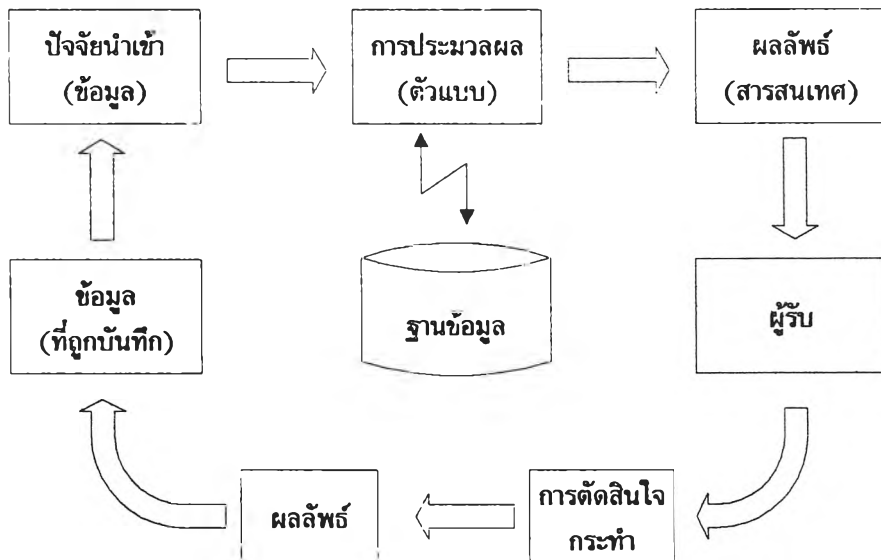 ปัจจัยนำเข้า
(ข้อมูล)
การประมวลผล
(ตัวแบบ)
ผลลัพธ์
(สารสนเทศ)
ข้อมูล
(ที่ถูกบันทึก)
ฐานข้อมูล
ผู้รับ
ผลลัพธ์
การตัดสินใจ
กระทำ